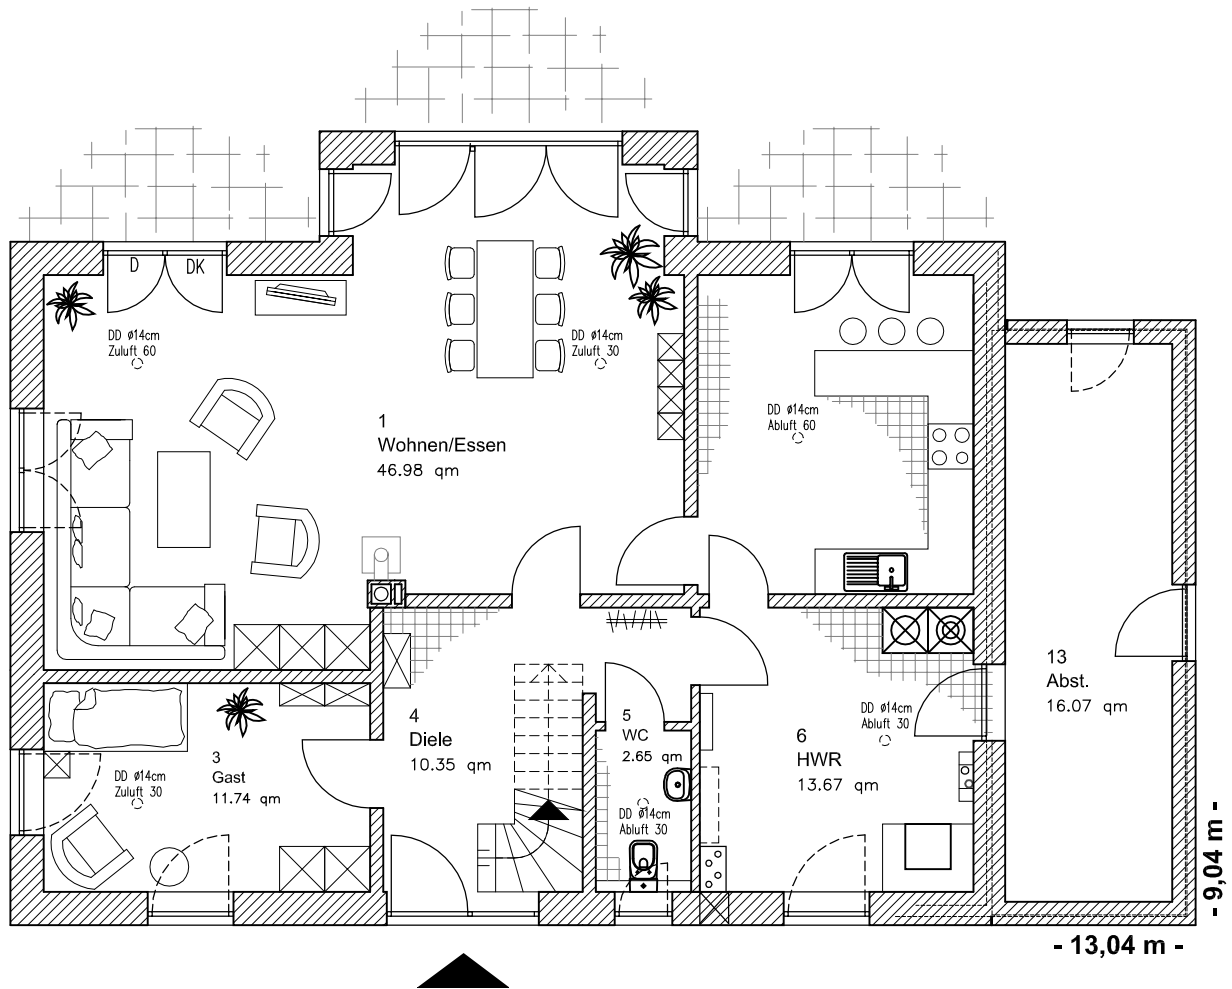 D
DK
DD ø14cm
Zuluft 60
DD ø14cm
Zuluft 30
1
Wohnen/Essen
46.98 qm
DD ø14cm
Abluft 60
13
Abst.
16.07 qm
4
Diele
10.35 qm
5
WC
2.65 qm
DD ø14cm
Abluft 30
6
HWR
13.67 qm
DD ø14cm
Abluft 30
3
Gast
11.74 qm
DD ø14cm
Zuluft 30
- 9,04 m -
- 13,04 m -